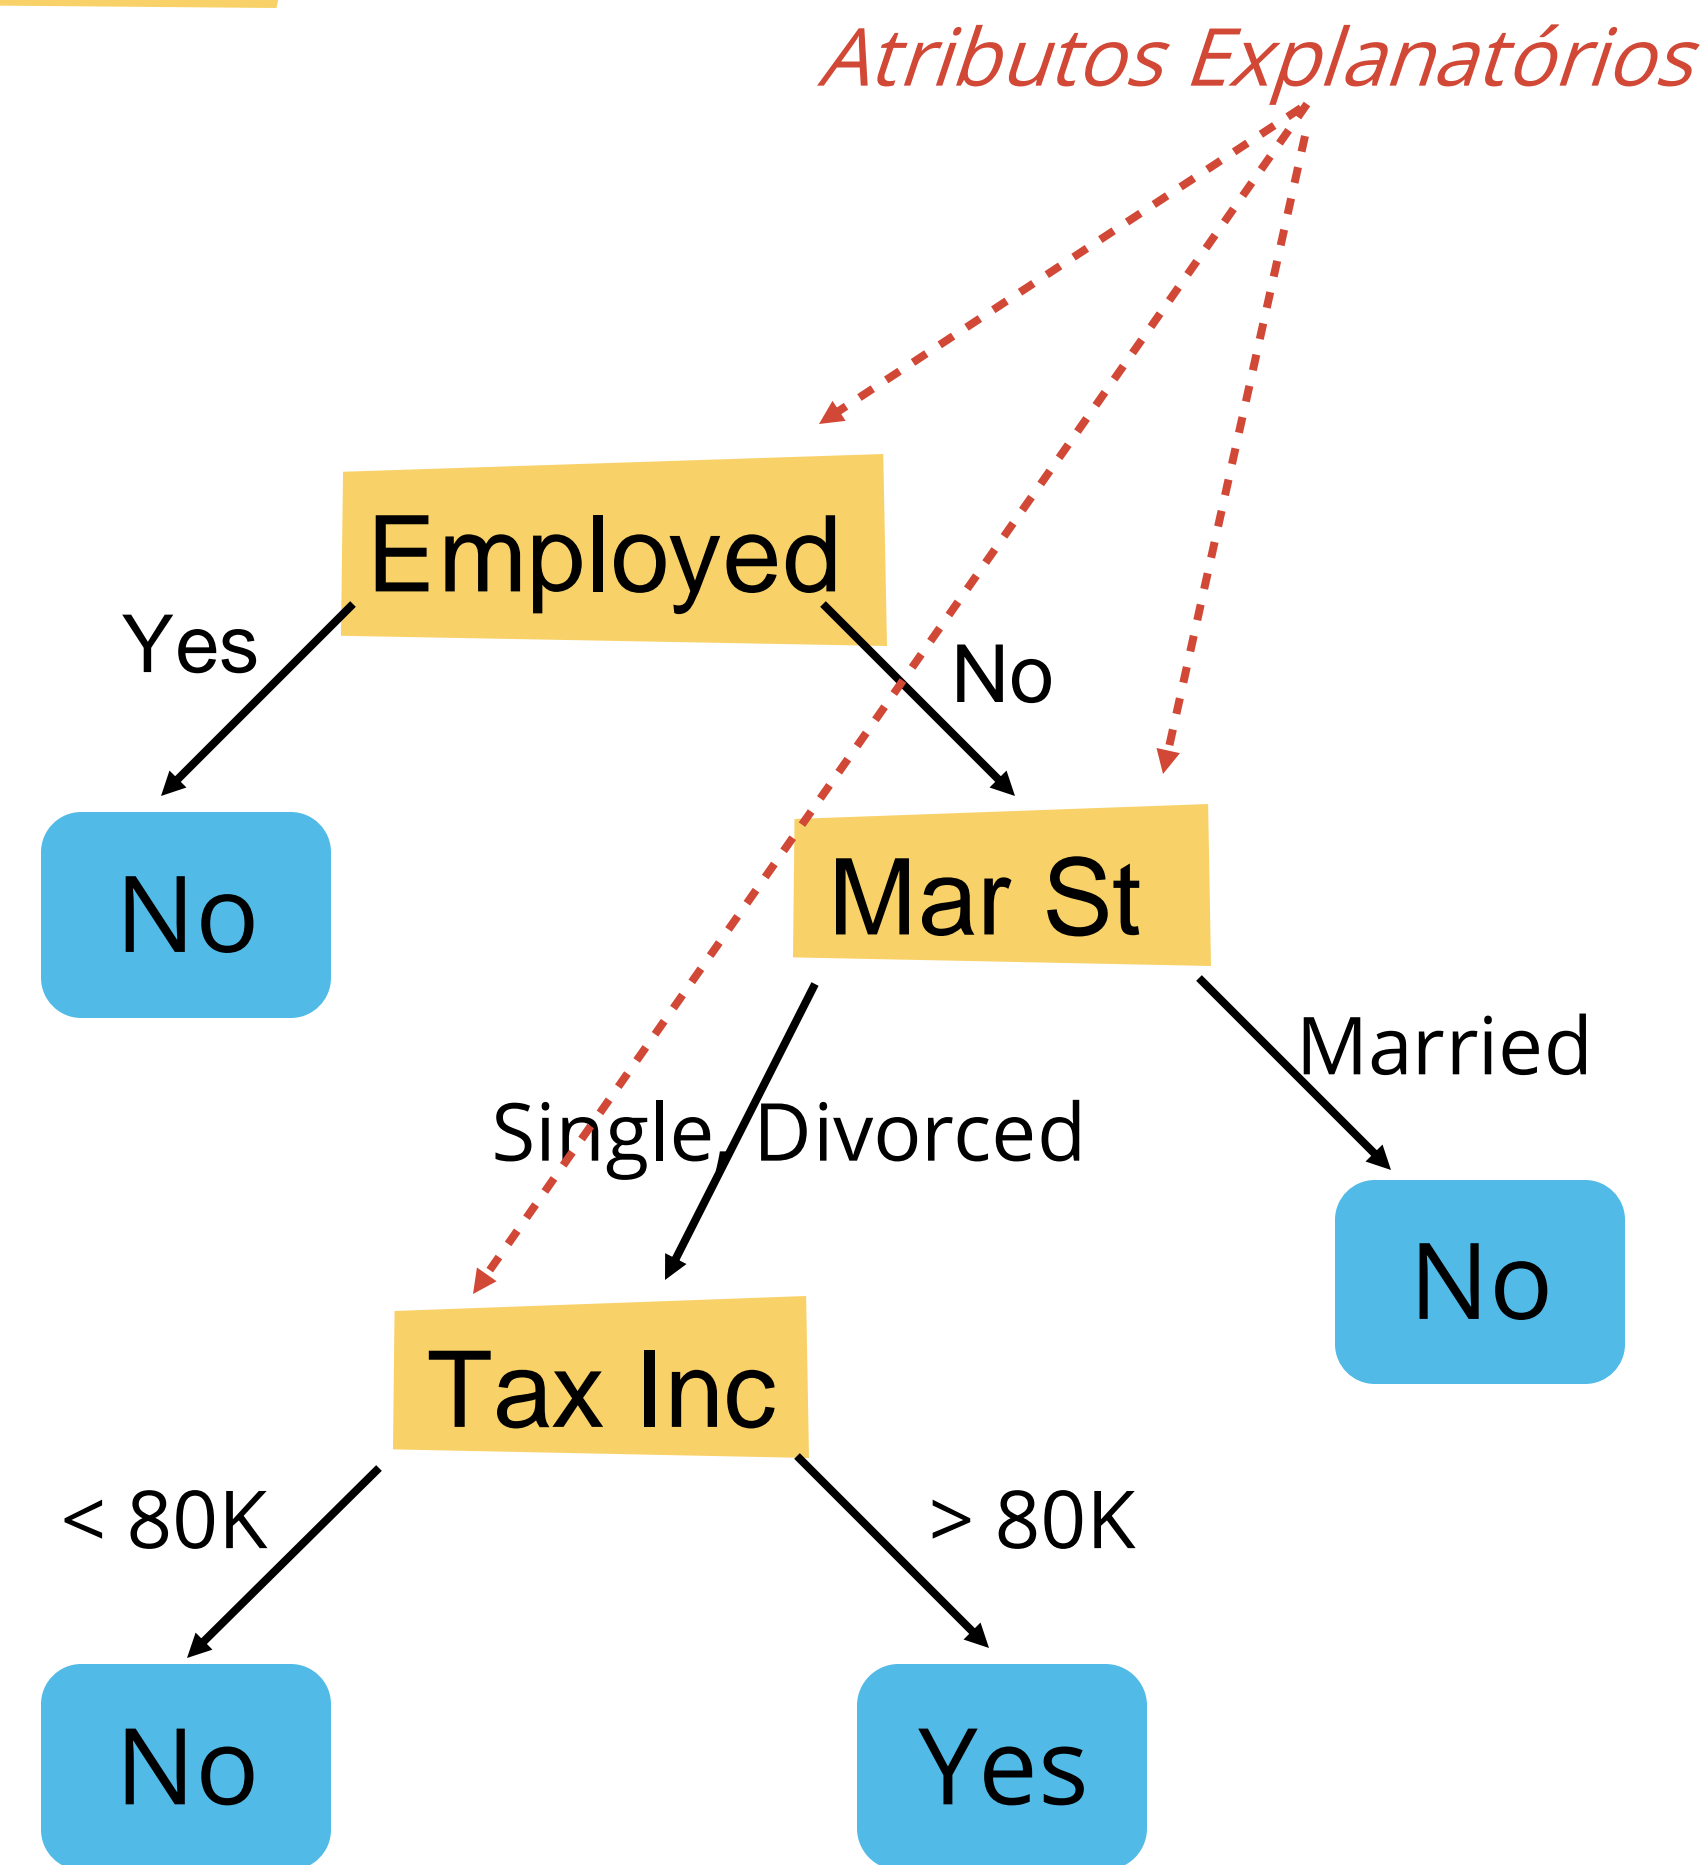 Atributos Explanatórios
Employed
Yes
No
No
Mar St
Married
Single, Divorced
No
Tax Inc
< 80K
> 80K
No
Yes